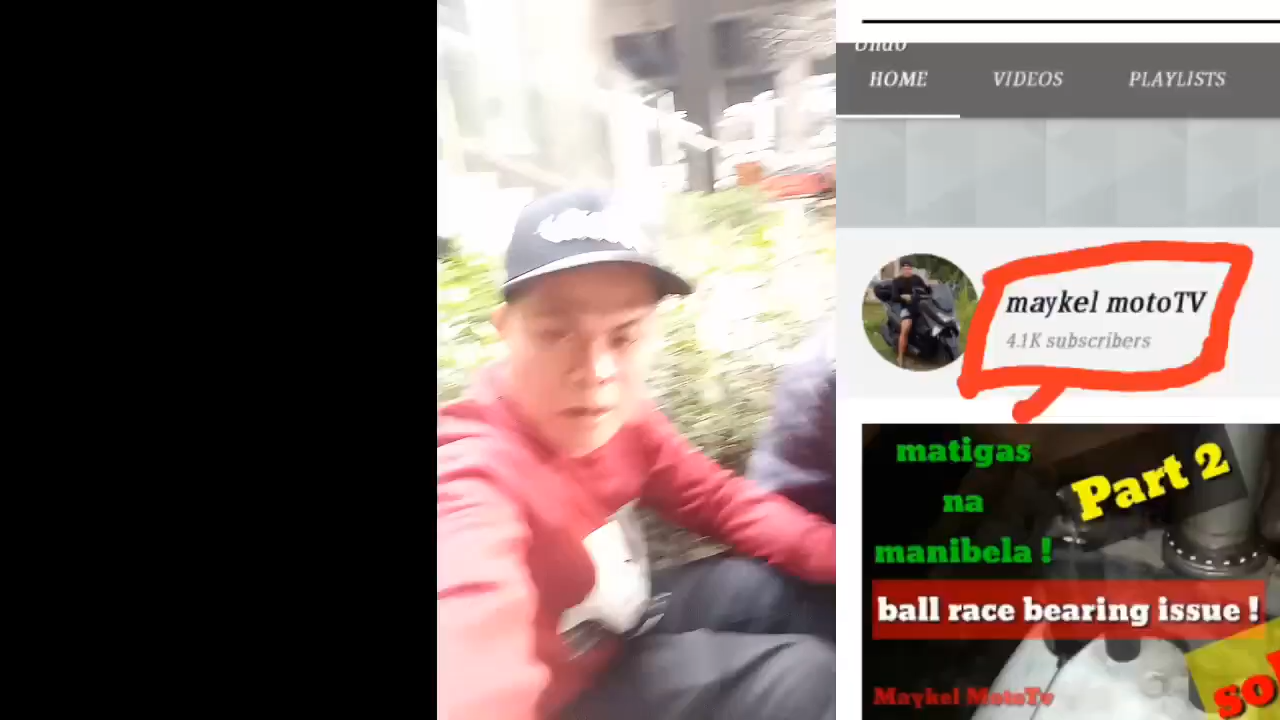 Undo
HOME VIDEOS PLAYLISTS
maykel motoTV
4.1K subscribers
matigas
na
manibela !
Part 2
ball race bearing issue !
Maykel MotoTv